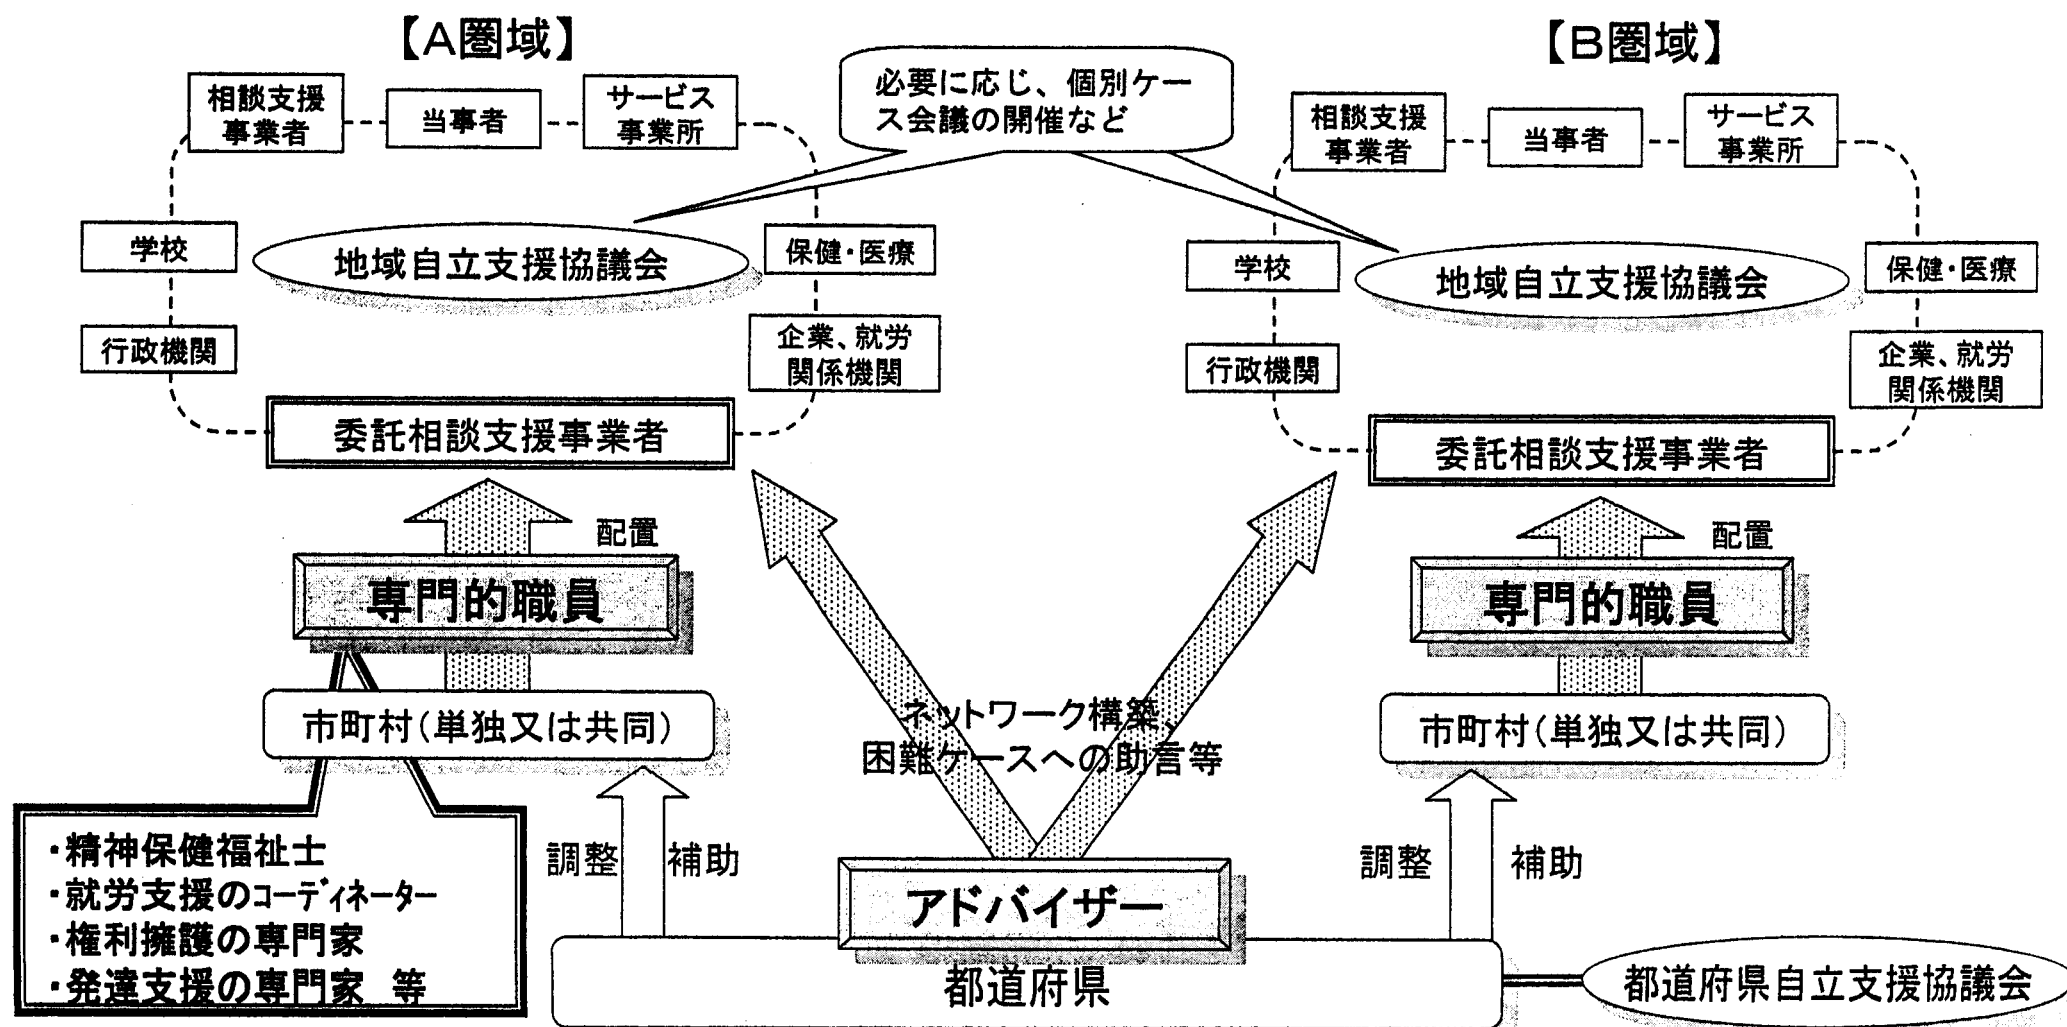 【A圏域】
【B圏域】
必要に応じ、個別ケー
ス会議の開催など
相談支援
事業者
当事者
サービス
事業所
学校
地域自立支援協議会
保健・医療
行政機関
企業、就労
関係機関
委託相談支援事業者
配置
専門的職員
市町村(単独又は共同)
・精神保健福祉士
・就労支援のコーディネーター
・権利擁護の専門家
・発達支援の専門家 等
調整
補助
相談支援
事業者
当事者
サービス
事業所
学校
地域自立支援協議会
保健・医療
行政機関
企業、就労
関係機関
委託相談支援事業者
配置
専門的職員
市町村(単独又は共同)
調整
補助
ネットワーク構築、
困難ケースへの助言等
アドバイザー
都道府県
都道府県自立支援協議会